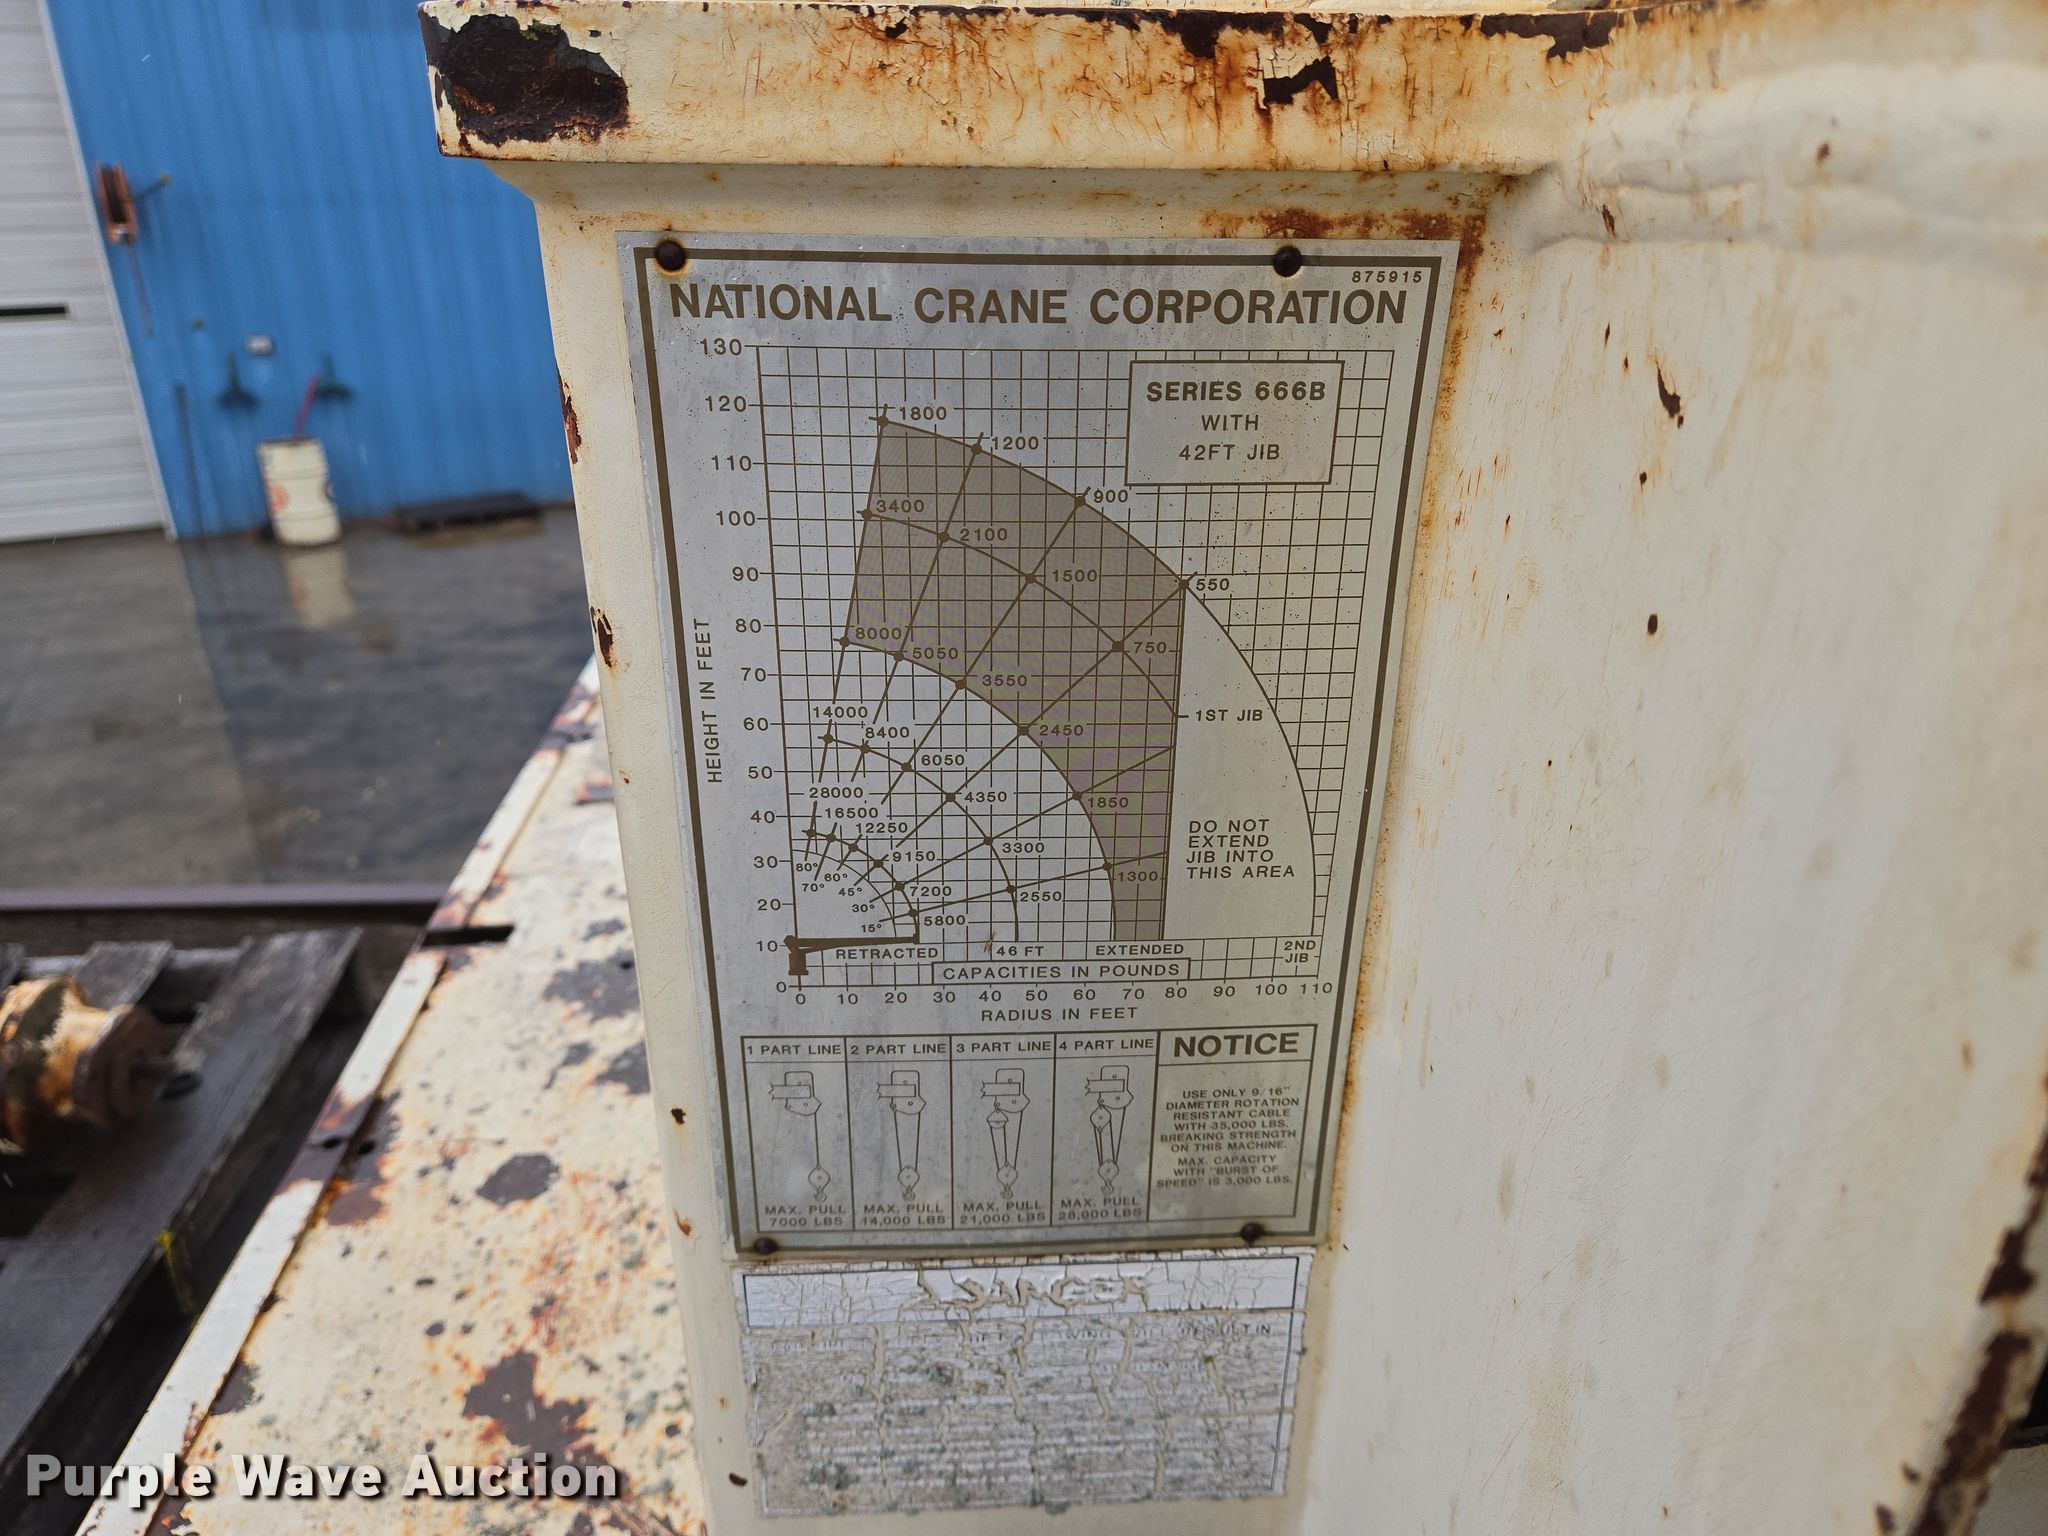 875915
NATIONAL CRANE CORPORATION
SERIES 666B
WITH
42FT JIB
HEIGHT IN FEET
130
120
110
100
90
80
70
60
50
40
30
20
10
0
1800
1200
900
550
3400
2100
1500
750
8000
5050
3550
2450
1850
1300
14000
8400
6050
4350
3300
2550
28000
16500
12250
9150
7200
5800
80°
70°
60°
45°
30°
15°
1ST JIB
DO NOT
EXTEND
JIB INTO
THIS AREA
RETRACTED
46 FT
EXTENDED
2ND
JIB
CAPACITIES IN POUNDS
0 10 20 30 40 50 60 70 80 90 100 110
RADIUS IN FEET
1 PART LINE
MAX. PULL
7000 LBS
2 PART LINE
MAX. PULL
14,000 LBS
3 PART LINE
MAX. PULL
21,000 LBS
4 PART LINE
MAX. PULL
28,000 LBS
NOTICE
USE ONLY 9/16"
DIAMETER ROTATION
RESISTANT CABLE
WITH 35,000 LBS.
BREAKING STRENGTH
ON THIS MACHINE.
MAX. CAPACITY
WITH "BURST OF
SPEED" IS 3,000 LBS.
DANGER
RESULT IN
Purple Wave Auction